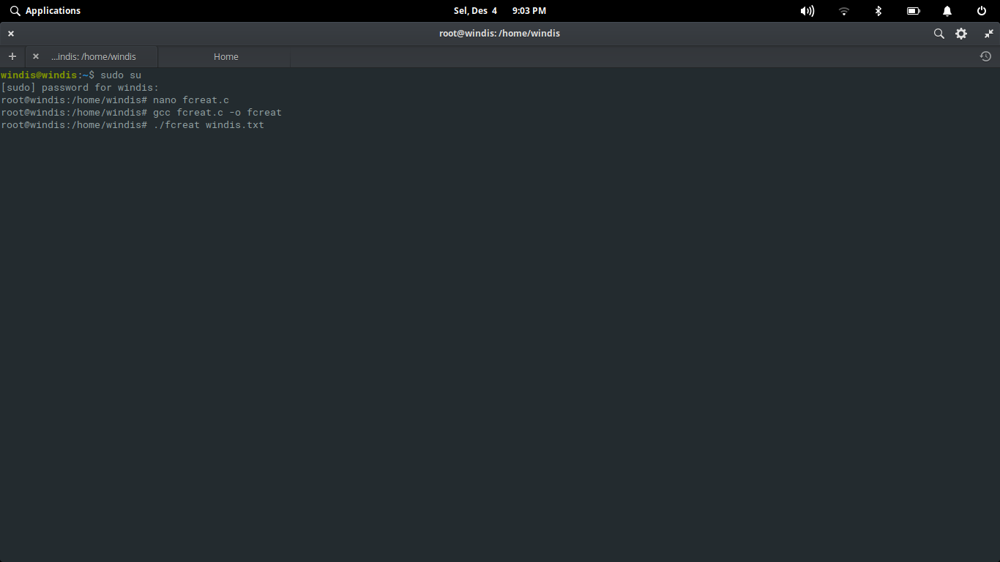 Applications
Sel, Des 4 9:03 PM
root@windis: /home/windis
...indis: /home/windis
Home
windis@windis:~$ sudo su
[sudo] password for windis:
root@windis:/home/windis# nano fcreat.c
root@windis:/home/windis# gcc fcreat.c -o fcreat
root@windis:/home/windis# ./fcreat windis.txt